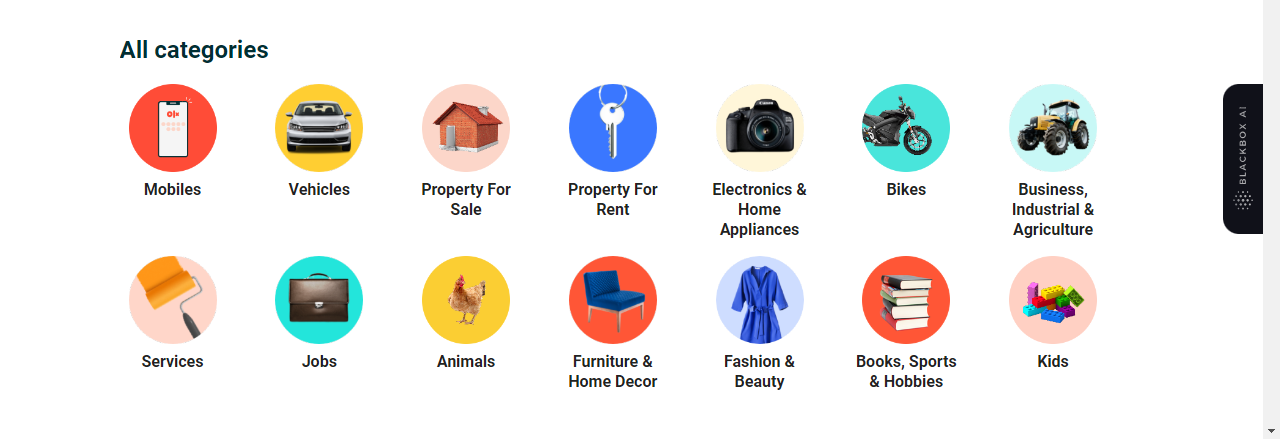 All categories
Mobiles
Vehicles
Property For
Sale
Property For
Rent
Electronics &
Home
Appliances
Bikes
Business,
Industrial &
Agriculture
Services
Jobs
Animals
Furniture &
Home Decor
Fashion &
Beauty
Books, Sports
& Hobbies
Kids
BLACKBOX AI